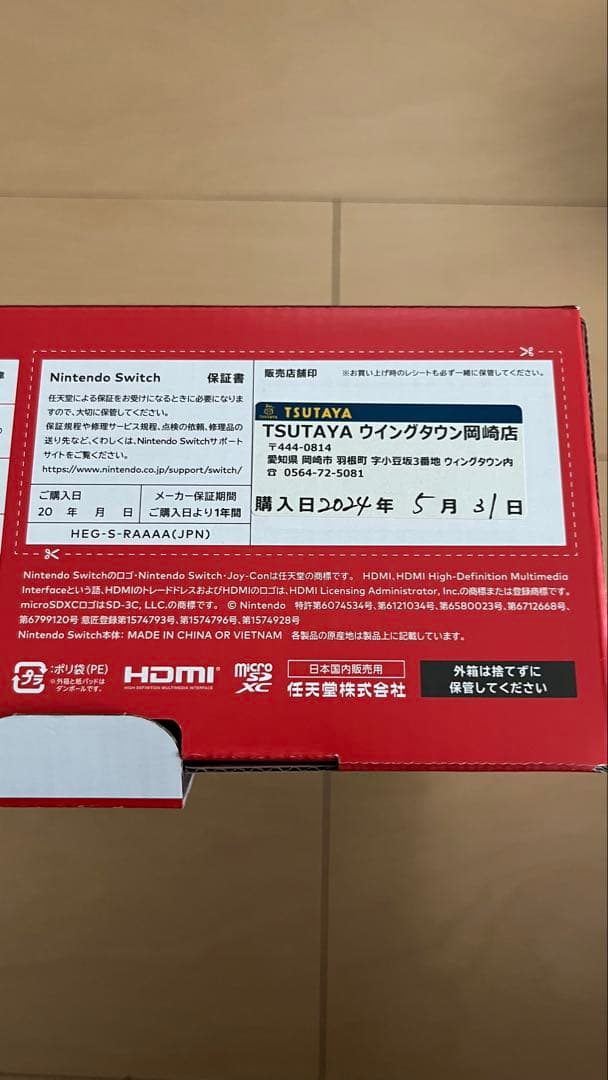 Nintendo Switch 保証書
任天堂による保証をお受けになるときに必要になりま
すので、大切に保管してください。
保証規程や修理サービス規程、点検の依頼、修理品の
送り先など、くわしくは、Nintendo Switchサポート
サイトをご覧ください。
https://www.nintendo.co.jp/support/switch/
ご購入日
20 年 月 日
メーカー保証期間
ご購入日より1年間
HEG-S-RAAAA(JPN)
販売店舗印 ※お買い上げ時のレシートも必ず一緒に保管してください。
TSUTAYA
TSUTAYA ウイングタウン岡崎店
〒444-0814
愛知県 岡崎市 羽根町 字小豆坂3番地 ウィングタウン内
☎ 0564-72-5081
購入日2024年 5月 31日
Nintendo Switchのロゴ・Nintendo Switch・Joy-Conは任天堂の商標です。 HDMI、HDMI High-Definition Multimedia
Interfaceという語、HDMIのトレードドレスおよびHDMIのロゴは、HDMI Licensing Administrator, Inc.の商標または登録商標です。
microSDXCロゴはSD-3C, LLC.の商標です。 © Nintendo 特許第6074534号、第6121034号、第6580023号、第6712668号、
第6799120号 意匠登録第1574793号、第1574796号、第1574928号
Nintendo Switch本体: MADE IN CHINA OR VIETNAM 各製品の原産地は製品上に記載しています。
プラ
:ポリ袋(PE)
※外箱と紙パッドは
ダンボールです。
HDMI®
HIGH-DEFINITION MULTIMEDIA INTERFACE
micro
SD
XC
日本国内販売用
任天堂株式会社
外箱は捨てずに
保管してください